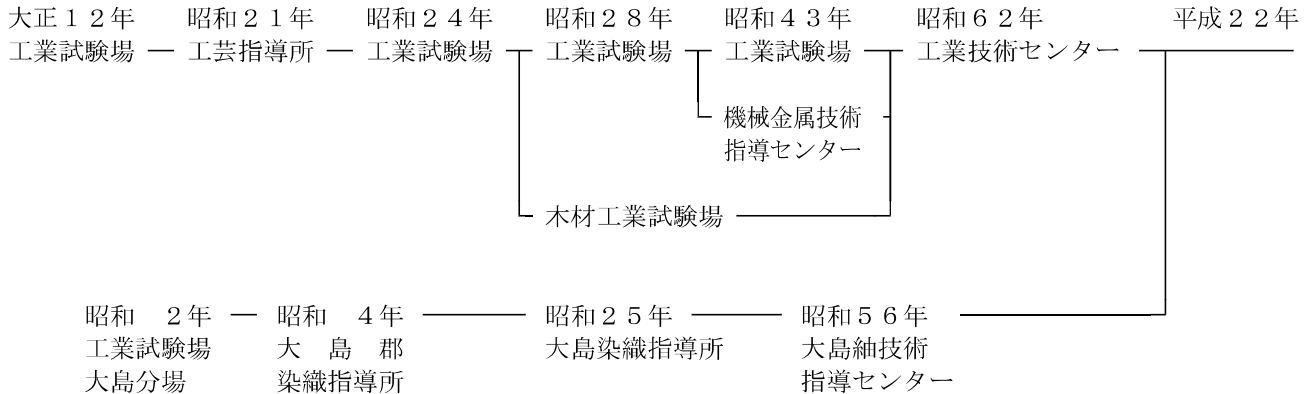 大正１２年 昭和２１年 昭和２４年 昭和２８年 昭和４３年 昭和６２年 平成２２年
工業試験場 工芸指導所 工業試験場 工業試験場 工業試験場 工業技術センター
機械金属技術
指導センター
木材工業試験場
昭和　２年 昭和　４年 昭和２５年 昭和５６年
工業試験場 大　島　郡 大島染織指導所 大島紬技術
大島分場 染織指導所 指導センター